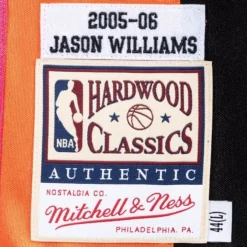 2005-06
JASON WILLIAMS
HARDWOOD
NBA
CLASSICS
AUTHENTIC
NOSTALGIA CO.
Mitchell & Ness
PHILADELPHIA. PA.
44(L)